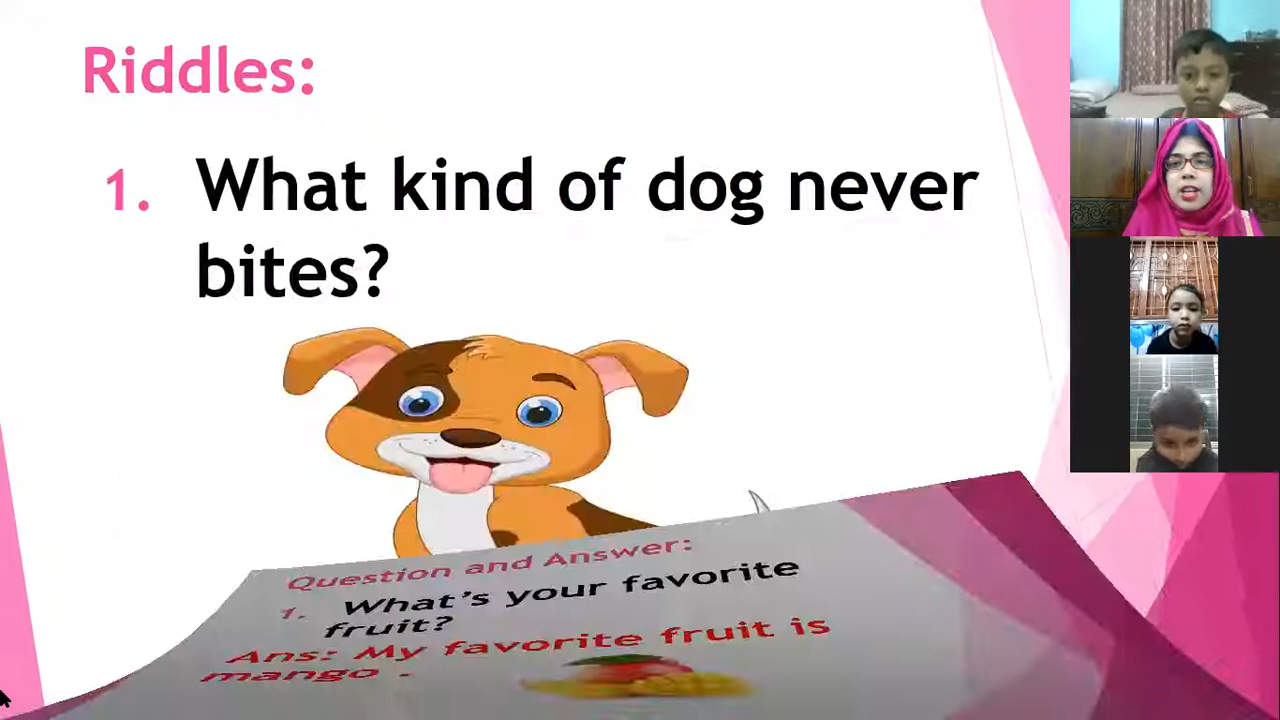 Riddles:
1. What kind of dog never
bites?
Question and Answer:
1. What's your favorite
fruit?
Ans: My favorite fruit is
mango .